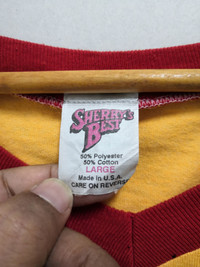 SHERRY'S
BEST
50% Polyester
50% Cotton
LARGE
Made in U.S.A.
CARE ON REVERSE